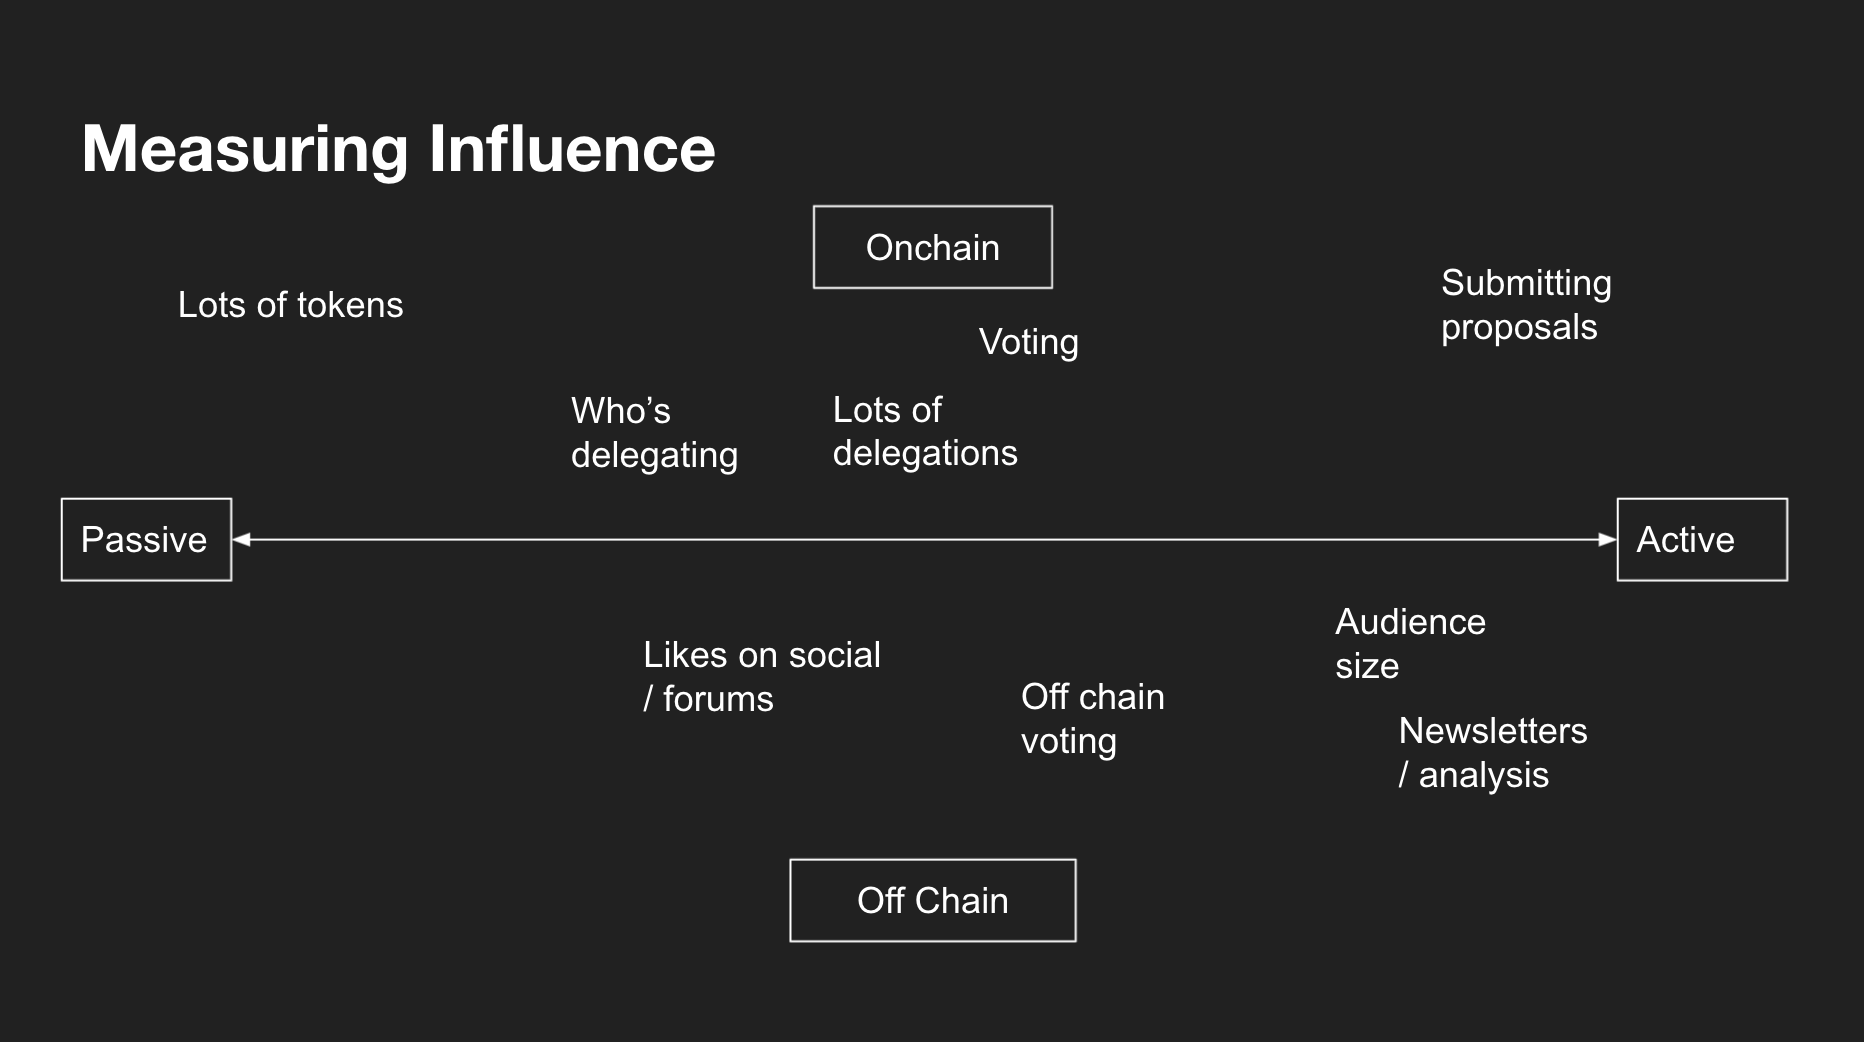 Measuring Influence
Onchain
Lots of tokens
Submitting
proposals
Voting
Who’s
delegating
Lots of
delegations
Passive
Active
Likes on social
/ forums
Off chain
voting
Audience
size
Newsletters
/ analysis
Off Chain